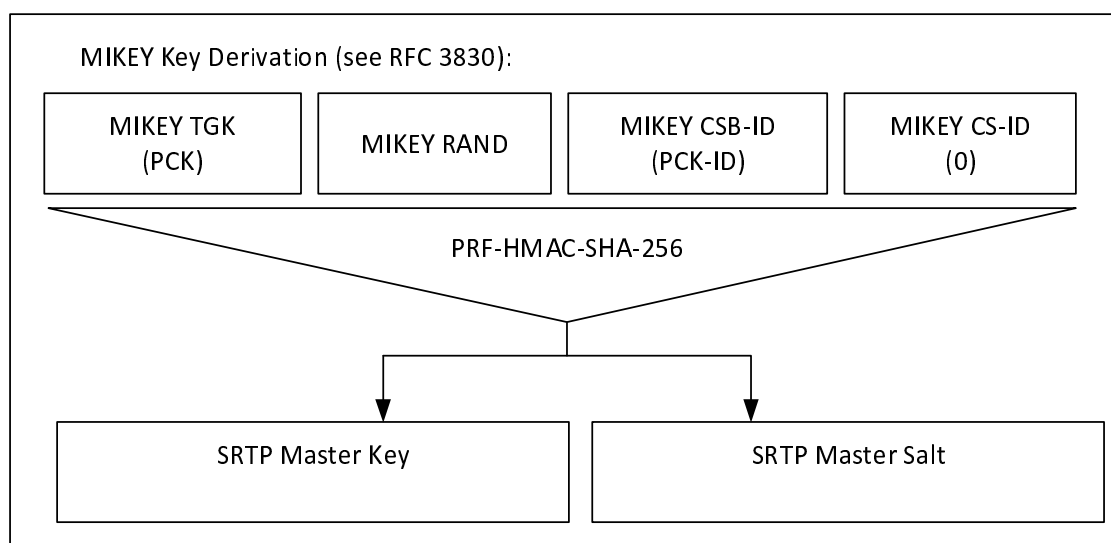 MIKEY Key Derivation (see RFC 3830):
MIKEY TGK
(PCK)
MIKEY RAND
MIKEY CSB-ID
(PCK-ID)
MIKEY CS-ID
(0)
PRF-HMAC-SHA-256
SRTP Master Key
SRTP Master Salt